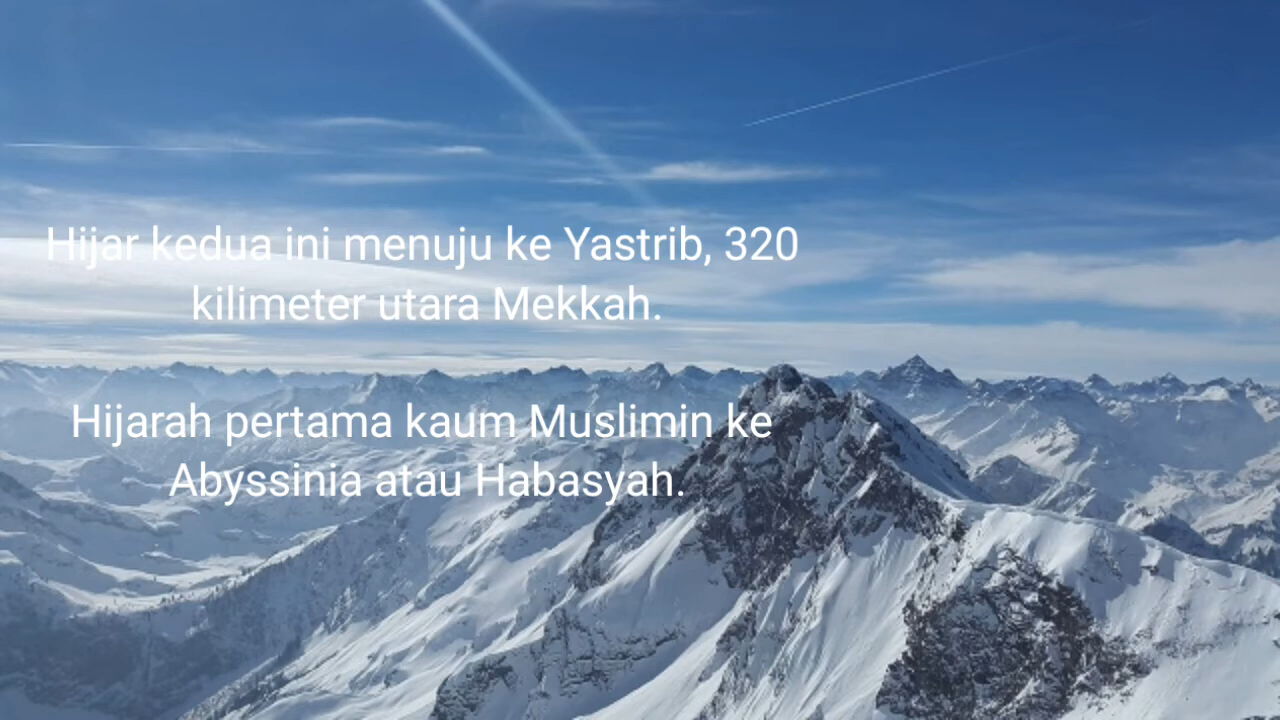 Hijar kedua ini menuju ke Yastrib, 320
kilimeter utara Mekkah.
Hijarah pertama kaum Muslimin ke
Abyssinia atau Habasyah.